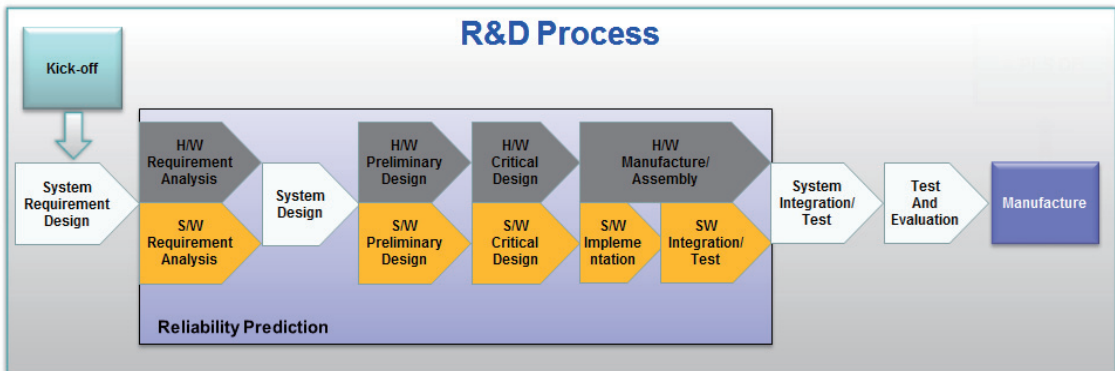 R&D Process
Kick-off
System
Requirement
Design
H/W
Requirement
Analysis
S/W
Requirement
Analysis
System
Design
H/W
Preliminary
Design
S/W
Preliminary
Design
H/W
Critical
Design
S/W
Critical
Design
H/W
Manufacture/
Assembly
S/W
Impleme
ntation
SW
Integration/
Test
System
Integration/
Test
Test
And
Evaluation
Manufacture
Reliability Prediction